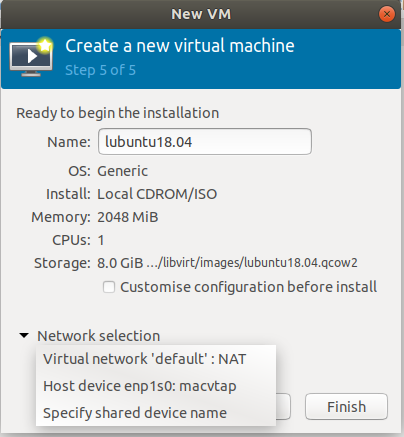 New VM
Create a new virtual machine
Step 5 of 5
Ready to begin the installation
Name: lubuntu18.04
OS: Generic
Install: Local CDROM/ISO
Memory: 2048 MiB
CPUs: 1
Storage: 8.0 GiB …/libvirt/images/lubuntu18.04.qcow2
Customise configuration before install
Network selection
Virtual network 'default' : NAT
Host device enp1s0: macvtap
Specify shared device name
Finish